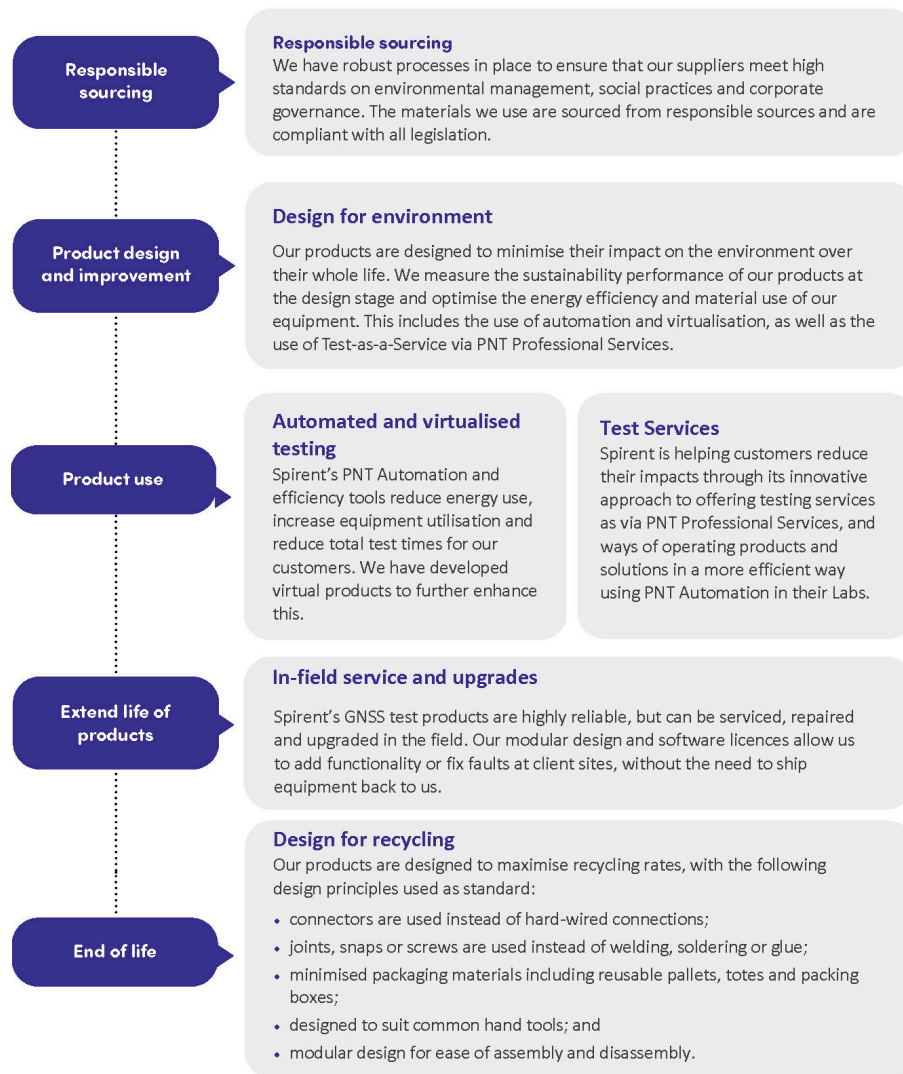 Responsible
sourcing
Responsible sourcing
We have robust processes in place to ensure that our suppliers meet high
standards on environmental management, social practices and corporate
governance. The materials we use are sourced from responsible sources and are
compliant with all legislation.
Product design
and improvement
Design for environment
Our products are designed to minimise their impact on the environment over
their whole life. We measure the sustainability performance of our products at
the design stage and optimise the energy efficiency and material use of our
equipment. This includes the use of automation and virtualisation, as well as the
use of Test-as-a-Service via PNT Professional Services.
Product use
Automated and virtualised
testing
Spirent's PNT Automation and
efficiency tools reduce energy use,
increase equipment utilisation and
reduce total test times for our
customers. We have developed
virtual products to further enhance
this.
Test Services
Spirent is helping customers reduce
their impacts through its innovative
approach to offering testing services
as via PNT Professional Services, and
ways of operating products and
solutions in a more efficient way
using PNT Automation in their Labs.
Extend life of
products
In-field service and upgrades
Spirent's GNSS test products are highly reliable, but can be serviced, repaired
and upgraded in the field. Our modular design and software licences allow us
to add functionality or fix faults at client sites, without the need to ship
equipment back to us.
End of life
Design for recycling
Our products are designed to maximise recycling rates, with the following
design principles used as standard:
• connectors are used instead of hard-wired connections;
• joints, snaps or screws are used instead of welding, soldering or glue;
• minimised packaging materials including reusable pallets, totes and packing
boxes;
• designed to suit common hand tools; and
• modular design for ease of assembly and disassembly.